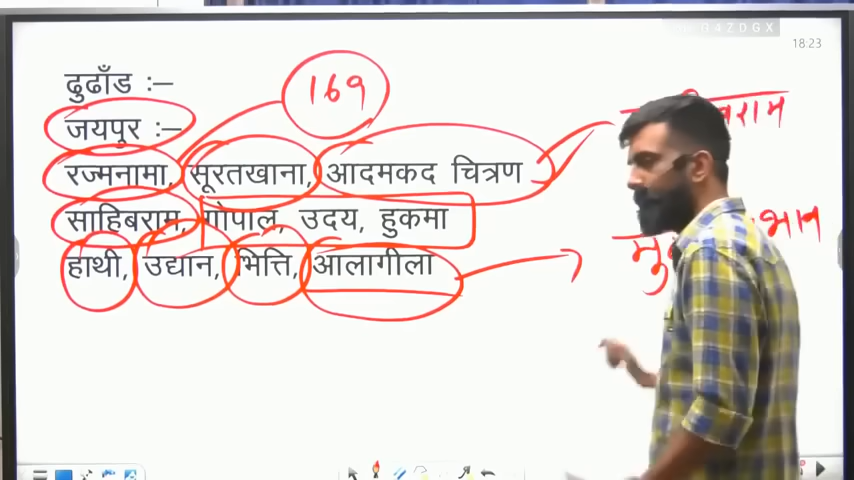 18:23
ढुढाँड :–
169
जयपूर :–
रज्मनामा, सूरतखाना, आदमकद चित्रण
साहिबराम, गोपाल, उदय, हुकमा
हाथी, उद्यान, भित्ति, आलागीला